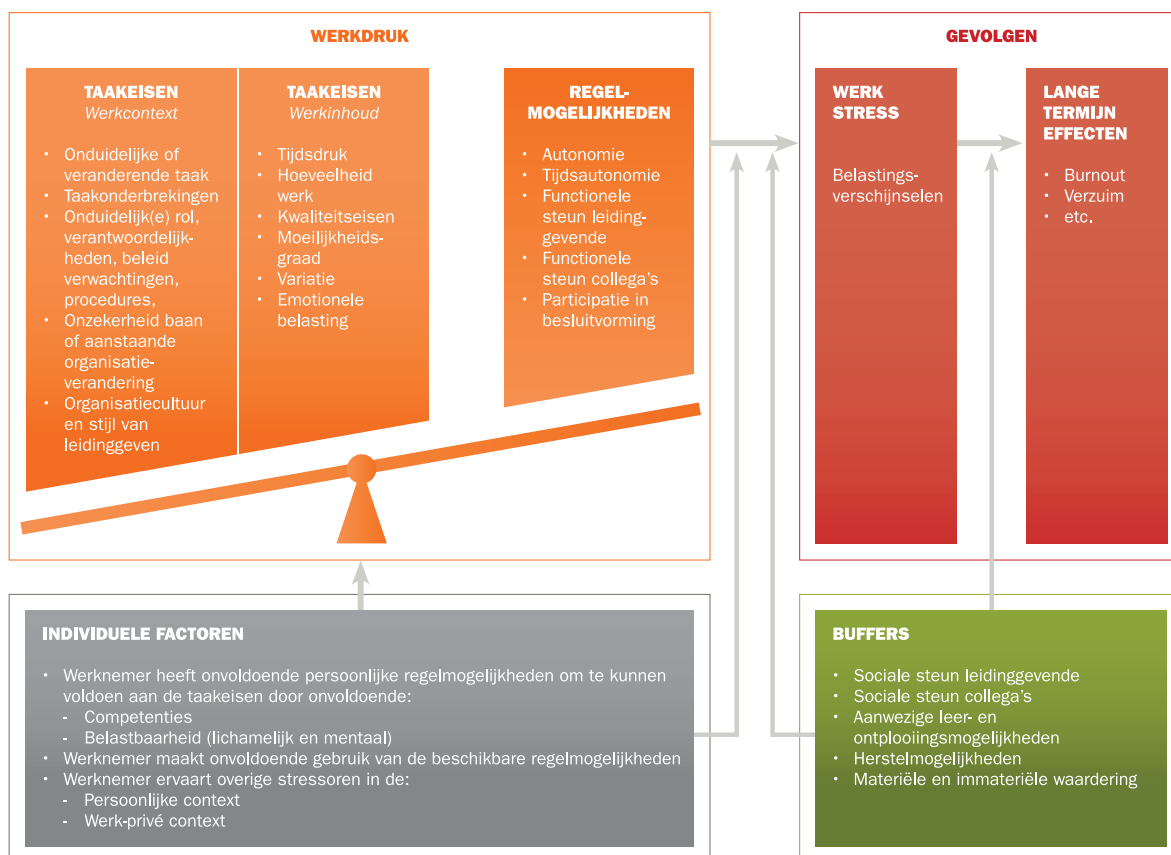 WERKDRUK
TAAKEISEN
Werkcontext
• Onduidelijke of
veranderende taak
• Taakonderbrekingen
• Onduidelijk(e) rol,
verantwoordelijk-
heden, beleid
verwachtingen,
procedures,
• Onzekerheid baan
of aanstaande
organisatie-
verandering
• Organisatiecultuur
en stijl van
leidinggeven
TAAKEISEN
Werkinhoud
• Tijdsdruk
• Hoeveelheid
werk
• Kwaliteitseisen
• Moeilijkheids-
graad
• Variatie
• Emotionele
belasting
REGEL-
MOGELIJKHEDEN
• Autonomie
• Tijdsautonomie
• Functionele
steun leiding-
gevende
• Functionele
steun collega's
• Participatie in
besluitvorming
GEVOLGEN
WERK
STRESS
Belastings-
verschijnselen
LANGE
TERMIJN
EFFECTEN
• Burnout
• Verzuim
• etc.
INDIVIDUELE FACTOREN
• Werknemer heeft onvoldoende persoonlijke regelmogelijkheden om te kunnen
voldoen aan de taakeisen door onvoldoende:
- Competenties
- Belastbaarheid (lichamelijk en mentaal)
• Werknemer maakt onvoldoende gebruik van de beschikbare regelmogelijkheden
• Werknemer ervaart overige stressoren in de:
- Persoonlijke context
- Werk-privé context
BUFFERS
• Sociale steun leidinggevende
• Sociale steun collega's
• Aanwezige leer- en
ontplooiingsmogelijkheden
• Herstelmogelijkheden
• Materiële en immateriële waardering